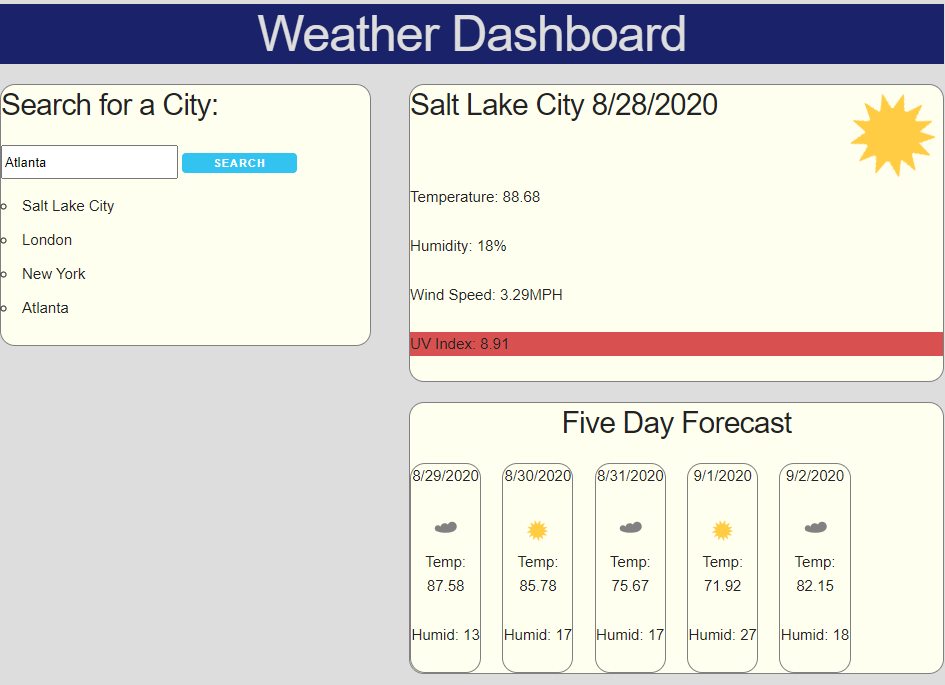 Weather Dashboard
Search for a City:
Atlanta
SEARCH
Salt Lake City
London
New York
Atlanta
Salt Lake City 8/28/2020
Temperature: 88.68
Humidity: 18%
Wind Speed: 3.29MPH
UV Index: 8.91
Five Day Forecast
8/29/2020
Temp:
87.58
Humid: 13
8/30/2020
Temp:
85.78
Humid: 17
8/31/2020
Temp:
75.67
Humid: 17
9/1/2020
Temp:
71.92
Humid: 27
9/2/2020
Temp:
82.15
Humid: 18